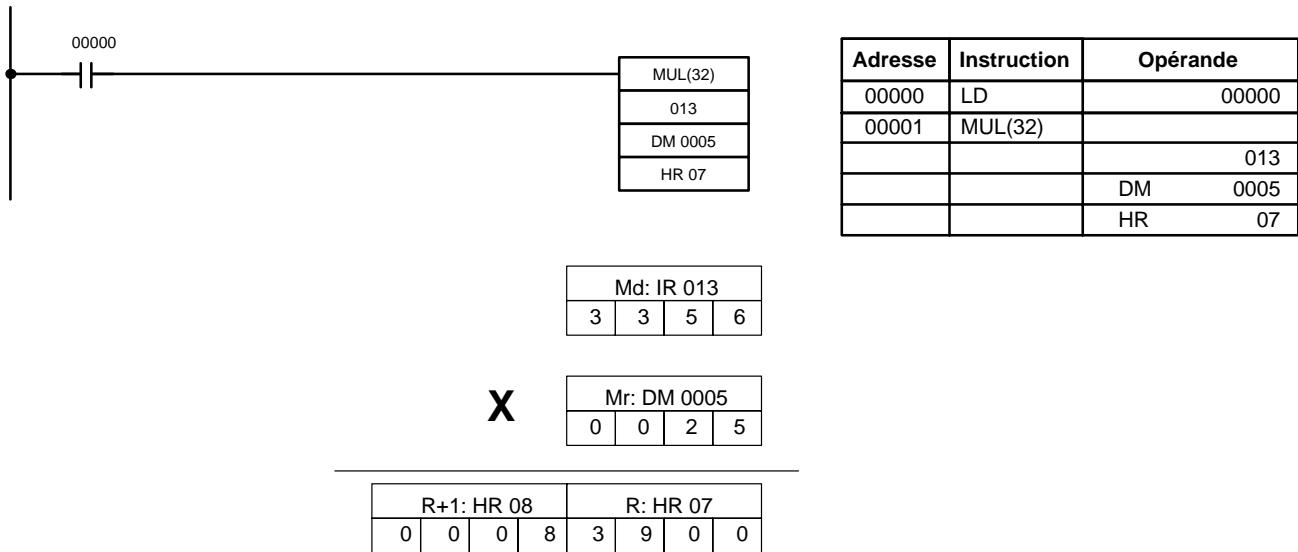 00000
MUL(32)
013
DM 0005
HR 07
Adresse Instruction Opérande
00000 LD 00000
00001 MUL(32)
013
DM 0005
HR 07
Md: IR 013
3 3 5 6
X
Mr: DM 0005
0 0 2 5
R+1: HR 08 R: HR 07
0 0 0 8 3 9 0 0